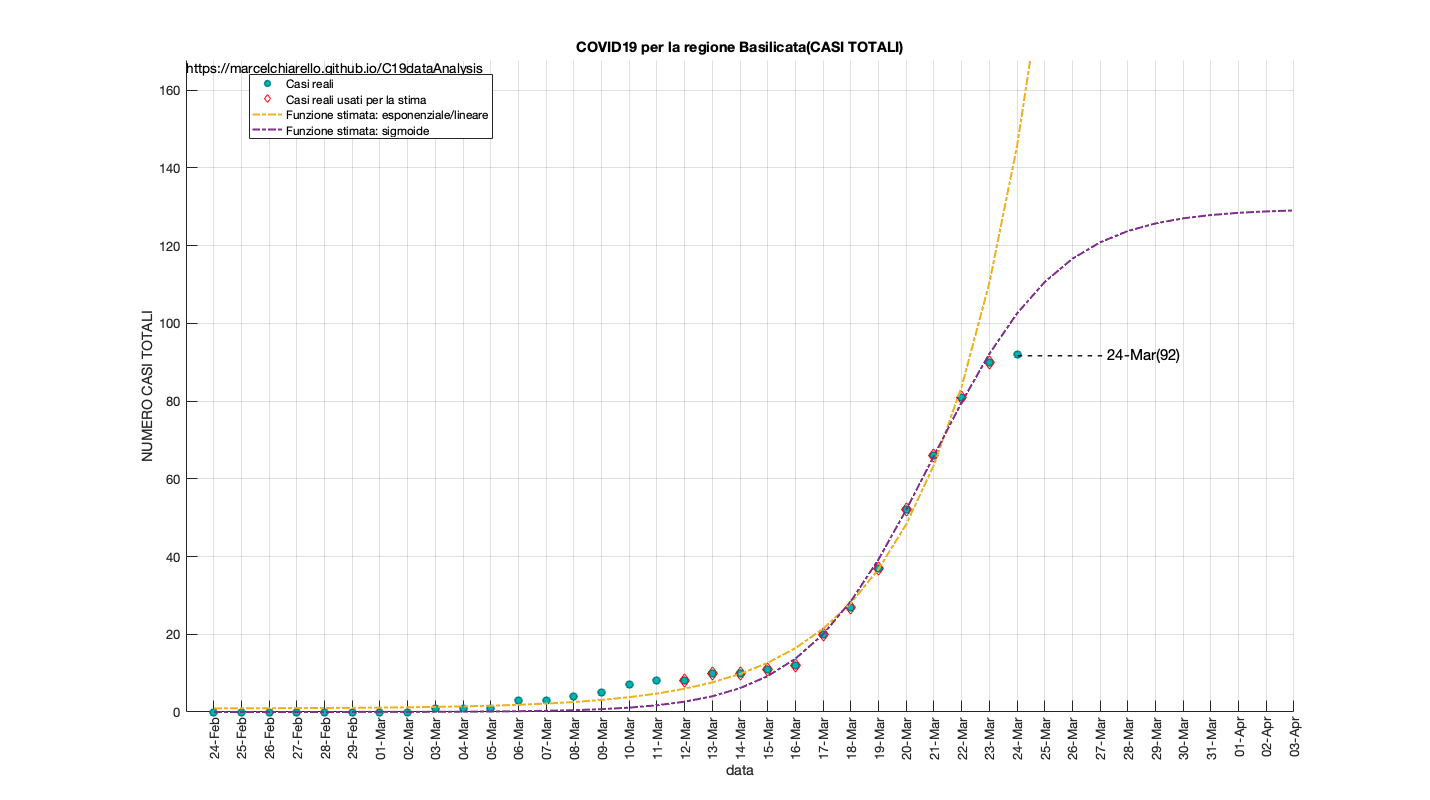 COVID19 per la regione Basilicata(CASI TOTALI)
https://marcelchiarello.github.io/C19dataAnalysis
Casi reali
Casi reali usati per la stima
Funzione stimata: esponenziale/lineare
Funzione stimata: sigmoide
160
140
120
100
80
60
40
20
0
NUMERO CASI TOTALI
24-Mar(92)
24-Feb
25-Feb
26-Feb
27-Feb
28-Feb
29-Feb
01-Mar
02-Mar
03-Mar
04-Mar
05-Mar
06-Mar
07-Mar
08-Mar
09-Mar
10-Mar
11-Mar
12-Mar
13-Mar
14-Mar
15-Mar
16-Mar
17-Mar
18-Mar
19-Mar
20-Mar
21-Mar
22-Mar
23-Mar
24-Mar
25-Mar
26-Mar
27-Mar
28-Mar
29-Mar
30-Mar
31-Mar
01-Apr
02-Apr
03-Apr
data